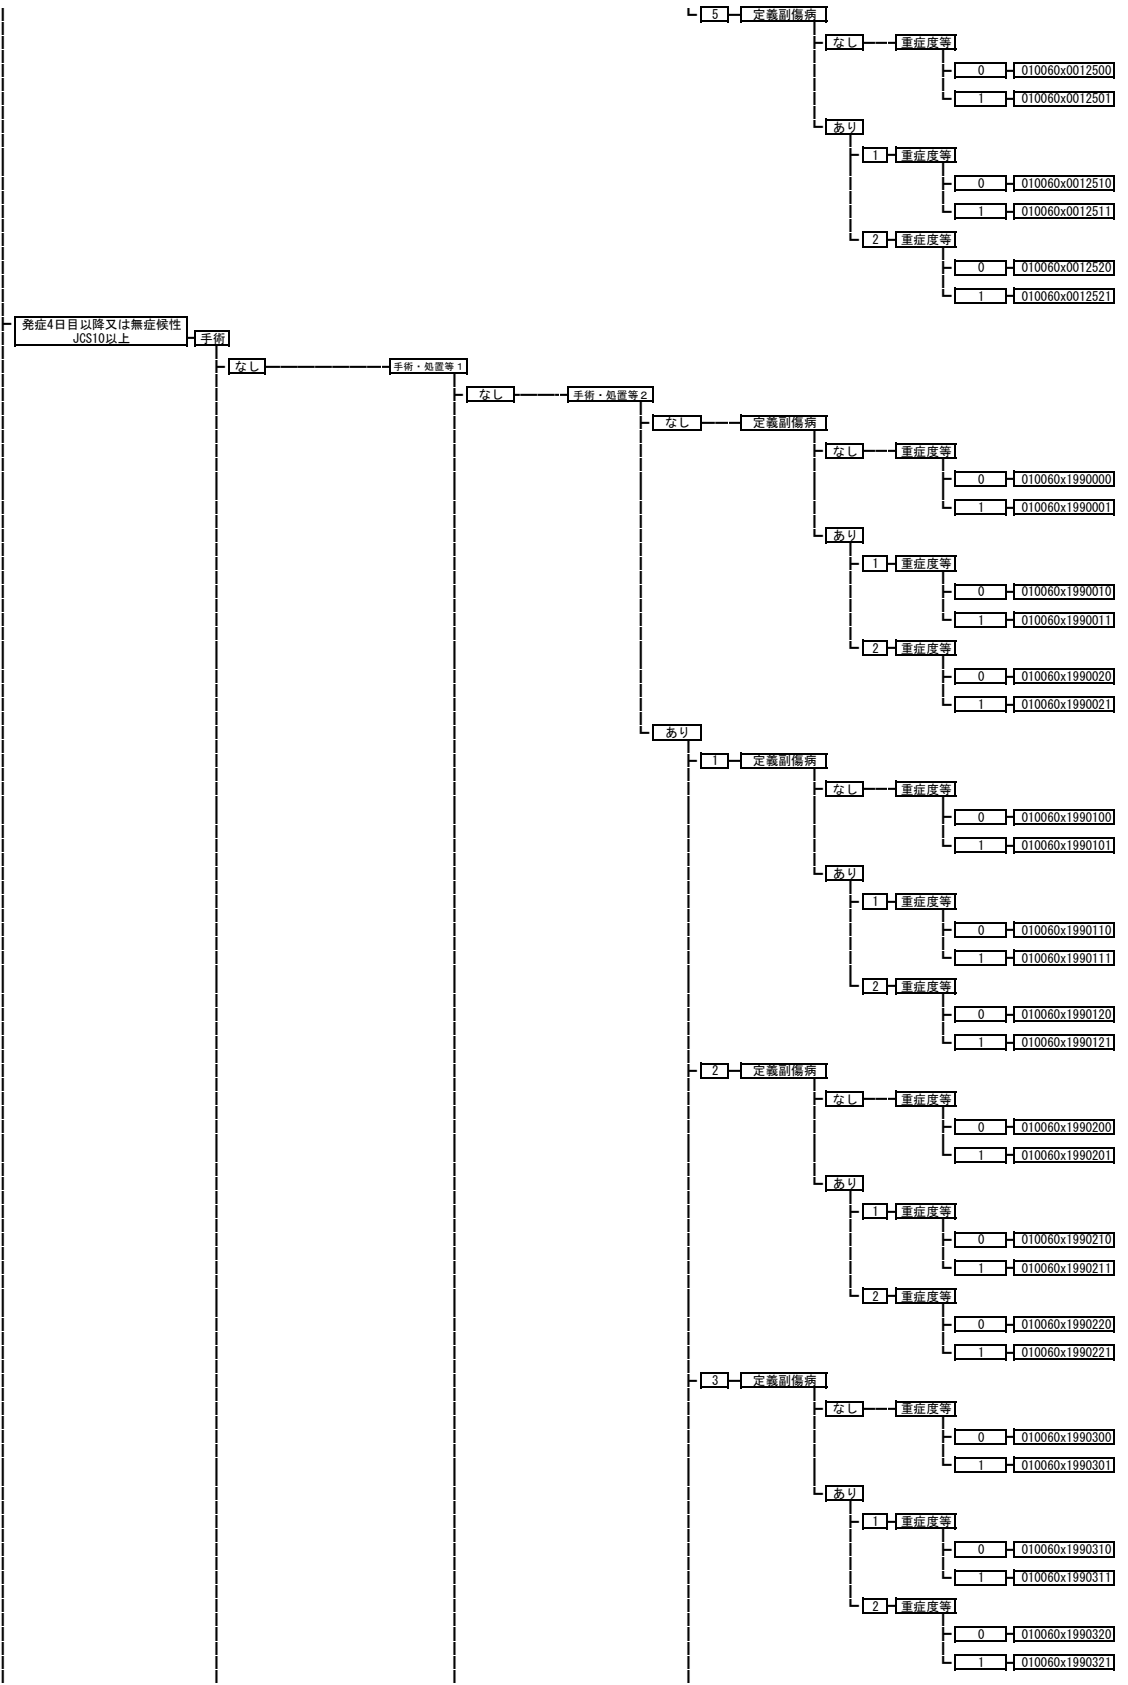 5 定義副傷病
なし 重症度等
0 010060x0012500
1 010060x0012501
あり
1 重症度等
0 010060x0012510
1 010060x0012511
2 重症度等
0 010060x0012520
1 010060x0012521
発症4日目以降又は無症候性
JCS10以上 手術
なし 手術・処置等1
なし 手術・処置等2
なし 定義副傷病
なし 重症度等
0 010060x1990000
1 010060x1990001
あり
1 重症度等
0 010060x1990010
1 010060x1990011
2 重症度等
0 010060x1990020
1 010060x1990021
あり
1 定義副傷病
なし 重症度等
0 010060x1990100
1 010060x1990101
あり
1 重症度等
0 010060x1990110
1 010060x1990111
2 重症度等
0 010060x1990120
1 010060x1990121
2 定義副傷病
なし 重症度等
0 010060x1990200
1 010060x1990201
あり
1 重症度等
0 010060x1990210
1 010060x1990211
2 重症度等
0 010060x1990220
1 010060x1990221
3 定義副傷病
なし 重症度等
0 010060x1990300
1 010060x1990301
あり
1 重症度等
0 010060x1990310
1 010060x1990311
2 重症度等
0 010060x1990320
1 010060x1990321